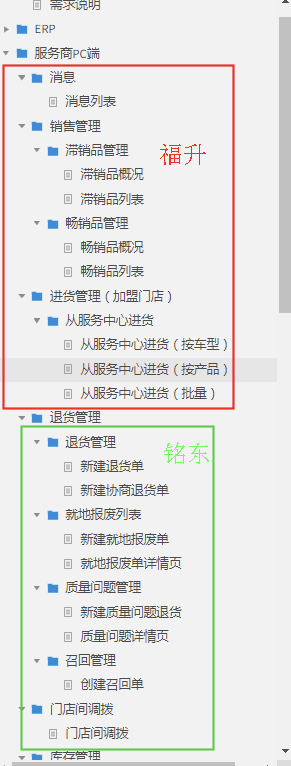 需求说明
ERP
服务商PC端
消息
消息列表
销售管理
滞销品管理
福升
滞销品概况
滞销品列表
畅销品管理
畅销品概况
畅销品列表
进货管理（加盟门店）
从服务中心进货
从服务中心进货（按车型）
从服务中心进货（按产品）
从服务中心进货（批量）
退货管理
退货管理
铭东
新建退货单
新建协商退货单
就地报废列表
新建就地报废单
就地报废单详情页
质量问题管理
新建质量问题退货
质量问题详情页
召回管理
创建召回单
门店间调拨
门店间调拨
库存管理